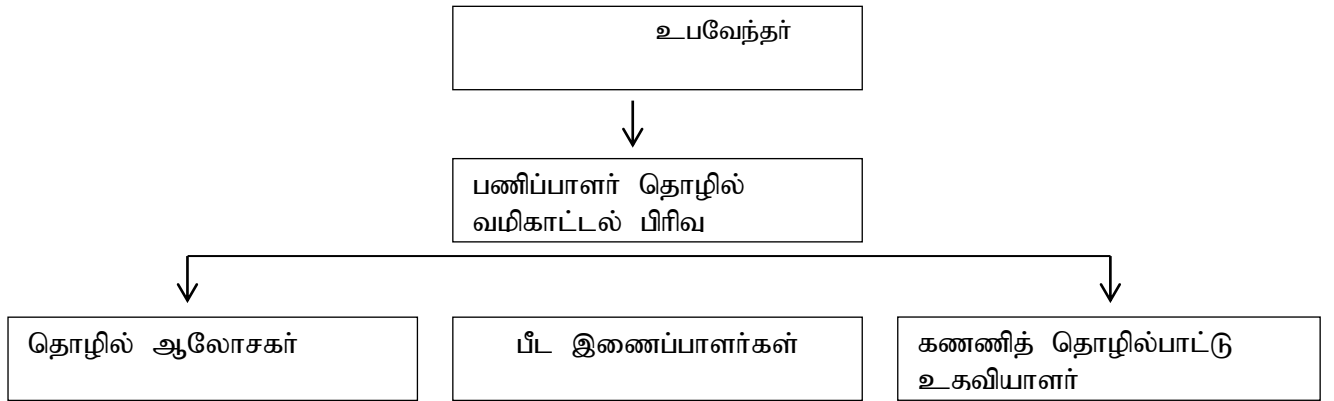 உபவேந்தர்
பணிப்பாளர் தொழில்
வழிகாட்டல் பிரிவு
தொழில் ஆலோசகர்
பீட இணைப்பாளர்கள்
கணணித் தொழில்பாட்டு
உதவியாளர்